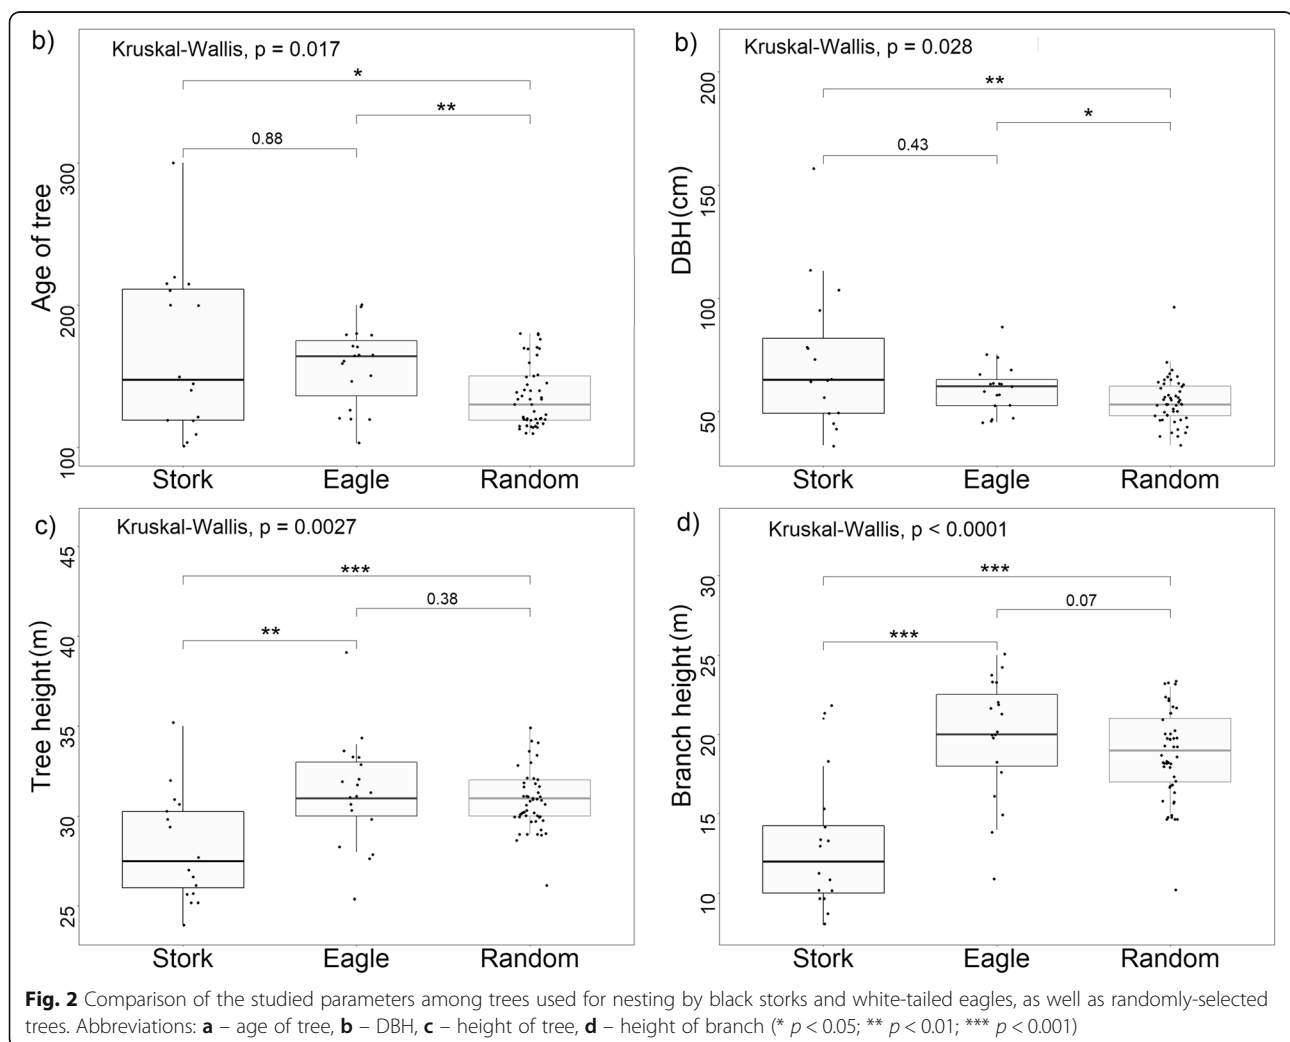 b)
Kruskal-Wallis, p = 0.017
*
**
0.88
300
200
100
Age of tree
Stork Eagle Random
b)
Kruskal-Wallis, p = 0.028
**
*
0.43
200
150
100
50
DBH(cm)
Stork Eagle Random
c)
Kruskal-Wallis, p = 0.0027
***
0.38
**
45
40
35
30
25
Tree height(m)
Stork Eagle Random
d)
Kruskal-Wallis, p < 0.0001
***
0.07
***
30
25
20
15
10
Branch height(m)
Stork Eagle Random
Fig. 2 Comparison of the studied parameters among trees used for nesting by black storks and white-tailed eagles, as well as randomly-selected
trees. Abbreviations: a – age of tree, b – DBH, c – height of tree, d – height of branch (* p < 0.05; ** p < 0.01; *** p < 0.001)